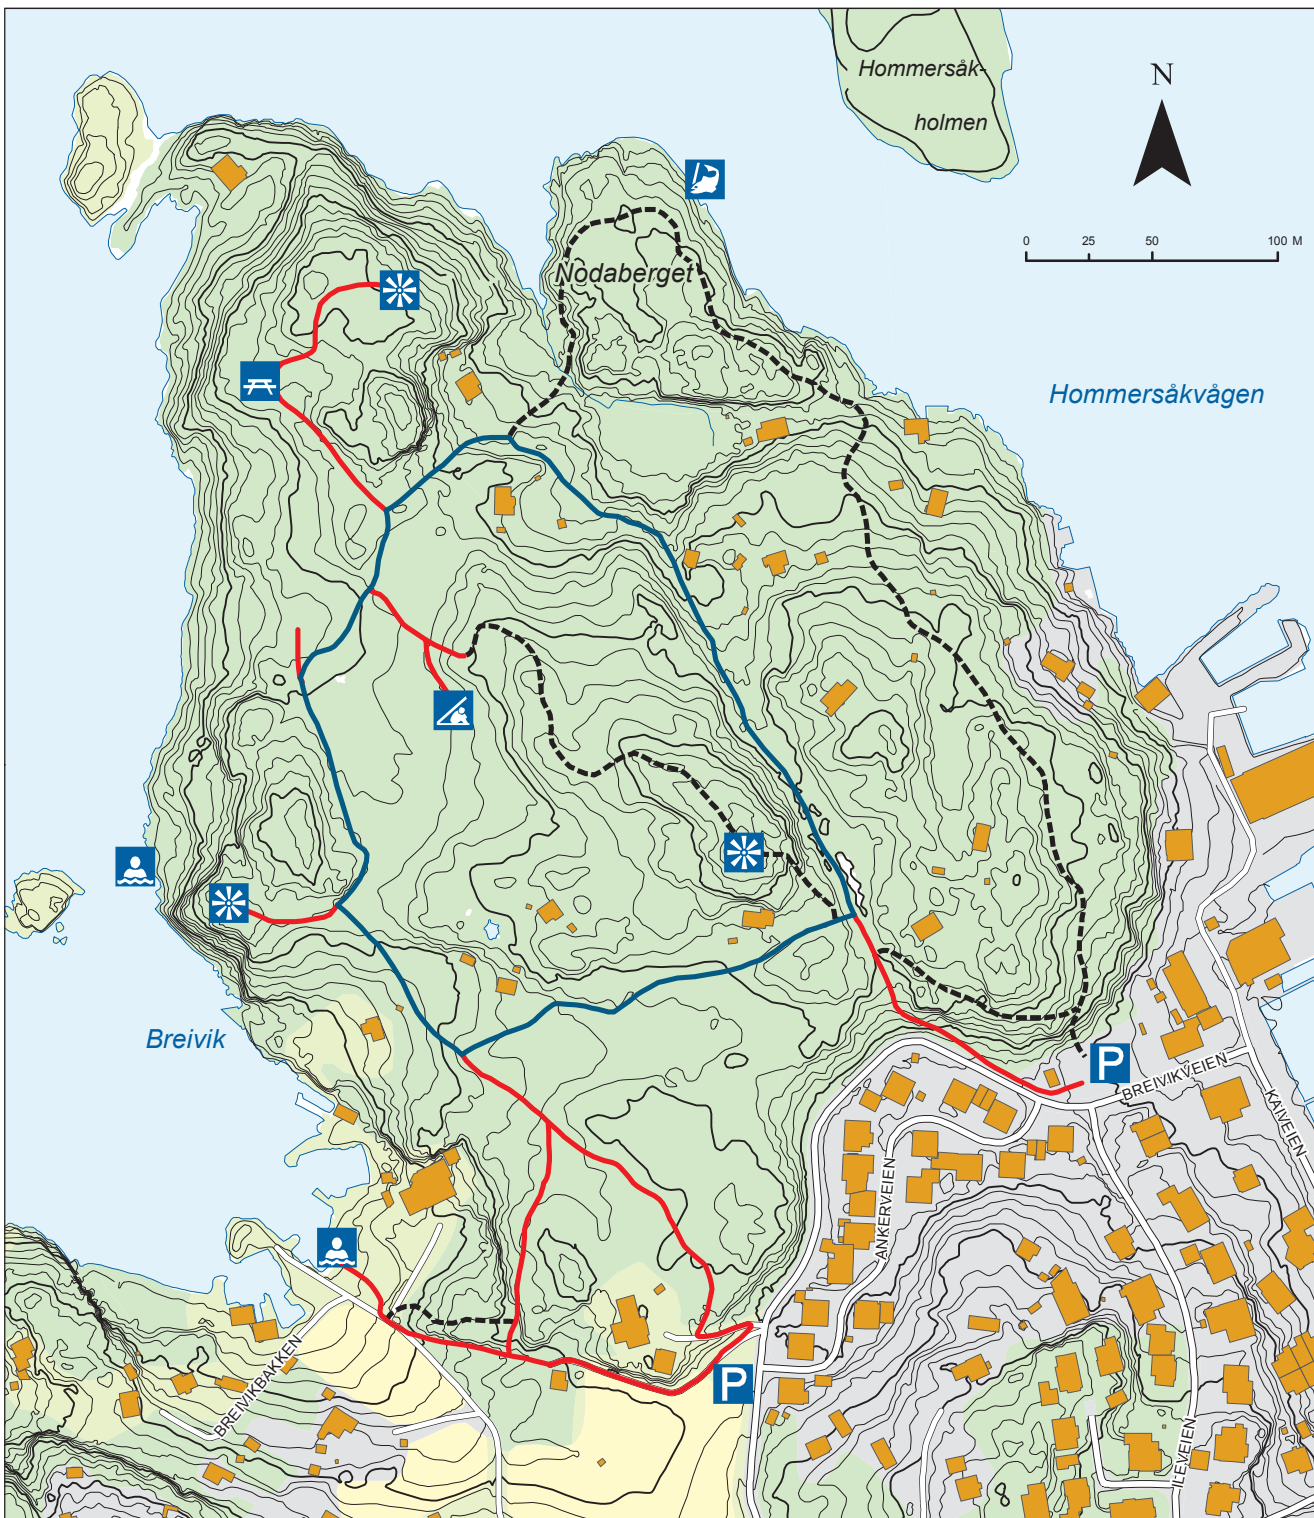 Hommersåk-
holmen
N
0 25 50 100 M
Nodaberget
Hommersåkvågen
Breivik
P
BREIVIKVEIEN
KAIVEIEN
ANKERVEIEN
BREIVIKBAKKEN
P
ILEVEIEN